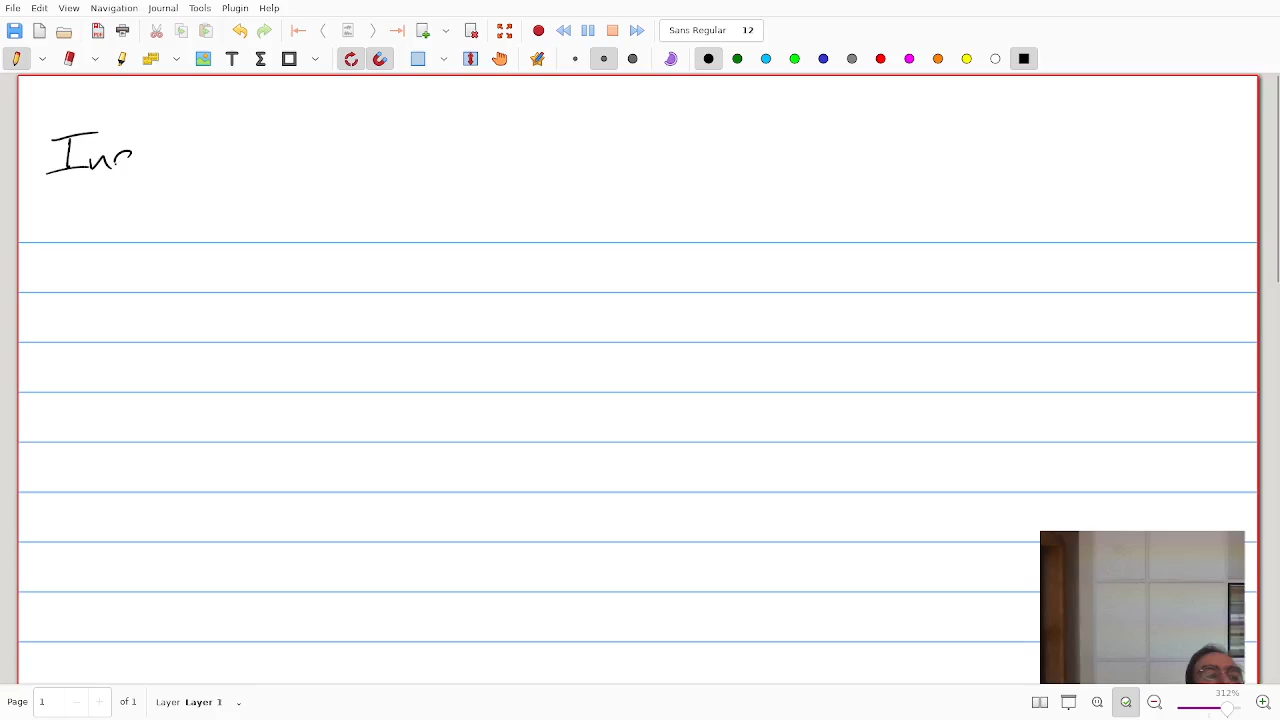 File Edit View Navigation Journal Tools Plugin Help
Sans Regular 12
312%
Page 1 of 1 Layer Layer 1